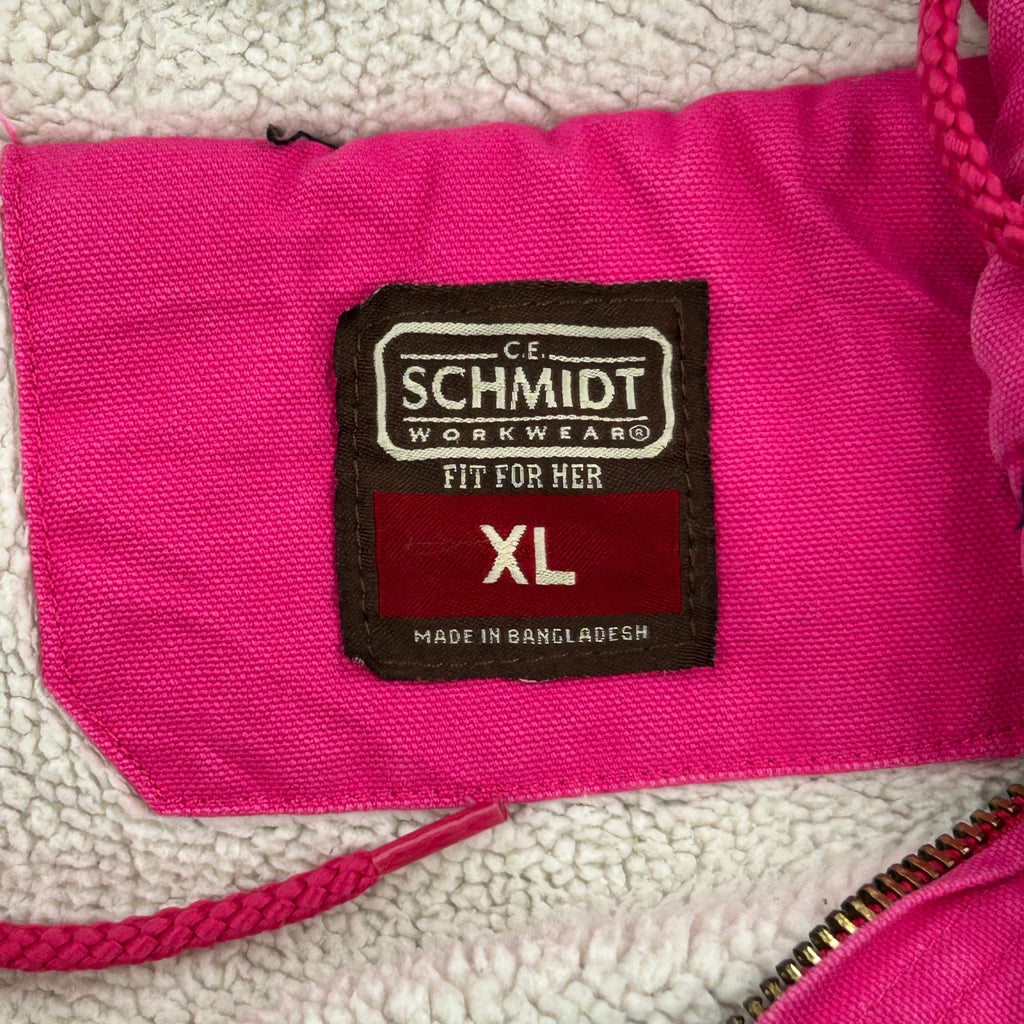 C.E.
SCHMIDT
WORKWEAR®
FIT FOR HER
XL
MADE IN BANGLADESH